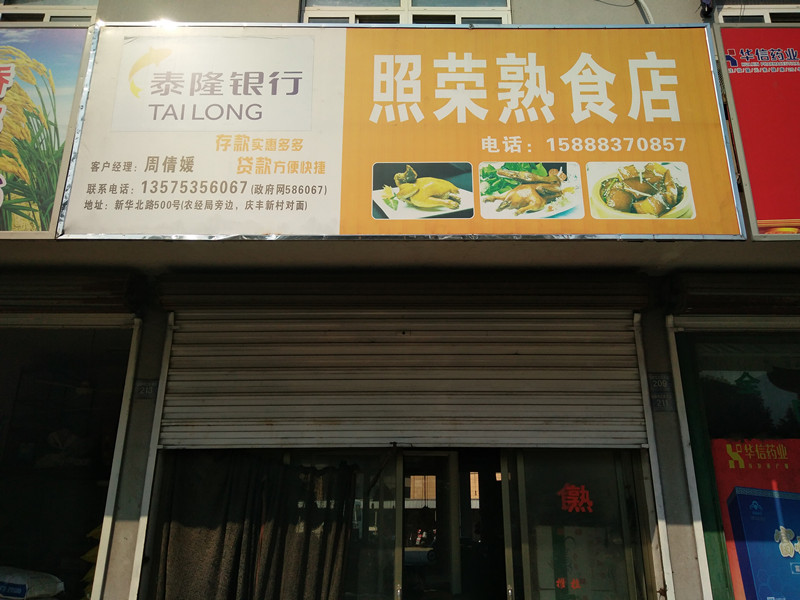 泰隆银行
TAILONG
存款实惠多多
贷款方便快捷
客户经理：周倩媛
联系电话：13575356067(政府网586067)
地址：新华北路500号(农经局旁边，庆丰新村对面)
照荣熟食店
电话：15888370857
华信药业
华信药业
熟